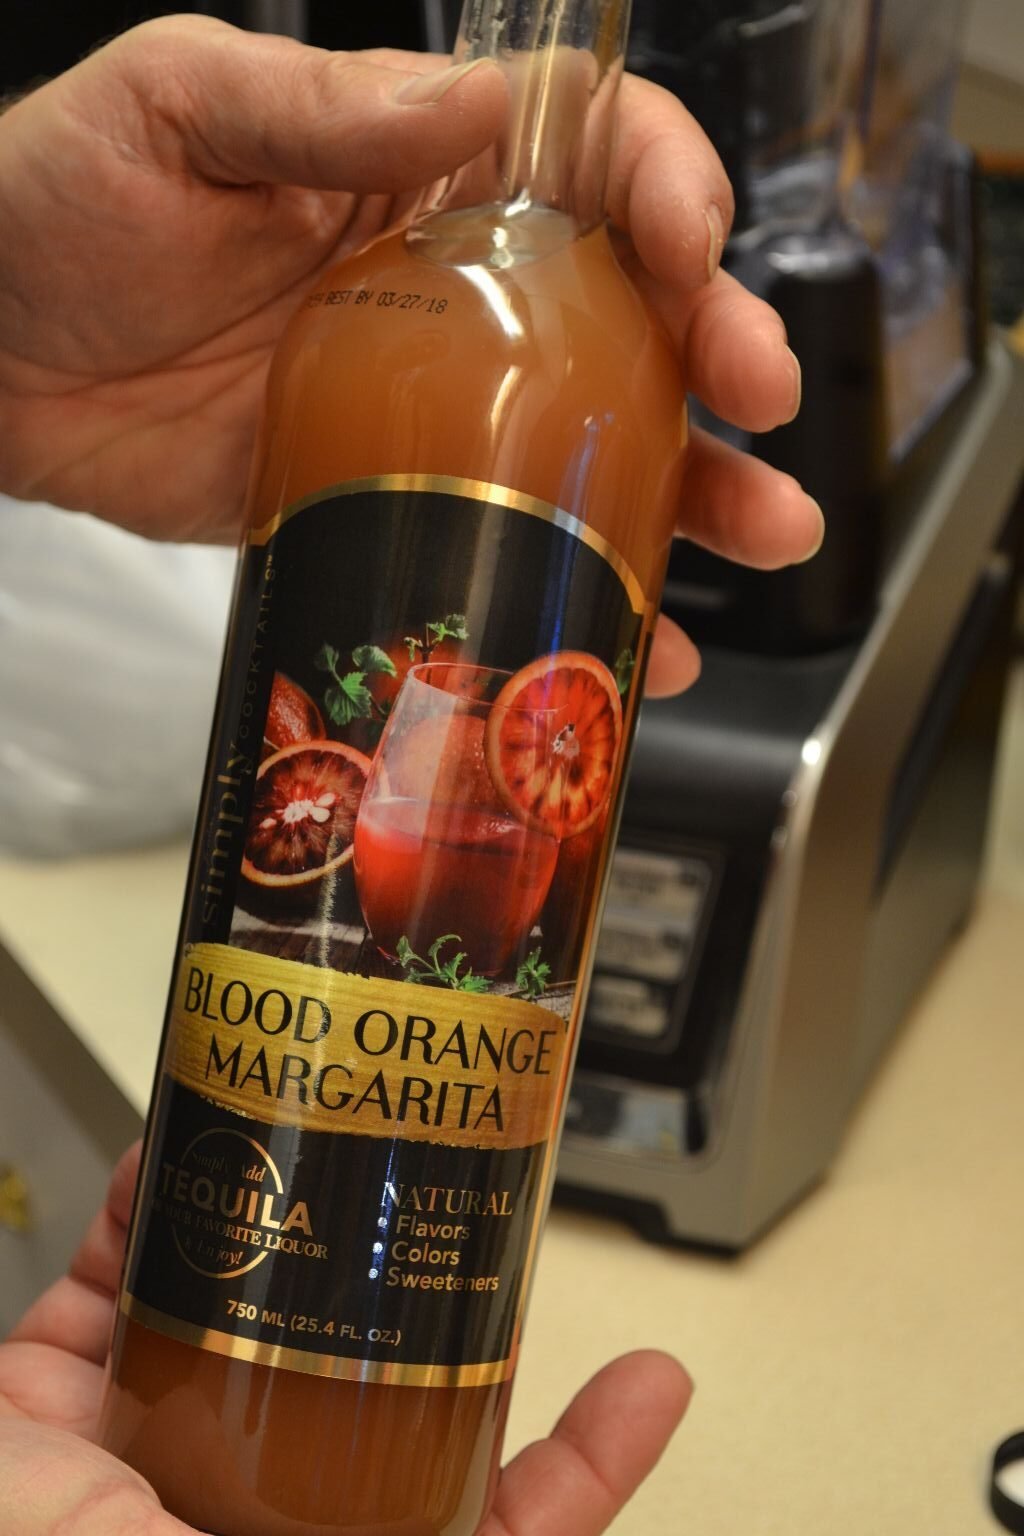 BEST BY 03/27/18
simply COCKTAILS™
BLOOD ORANGE
MARGARITA
Simply Add
TEQUILA
FAVORITE LIQUOR
& Enjoy!
NATURAL
• Flavors
• Colors
• Sweeteners
750 ML (25.4 FL. OZ.)